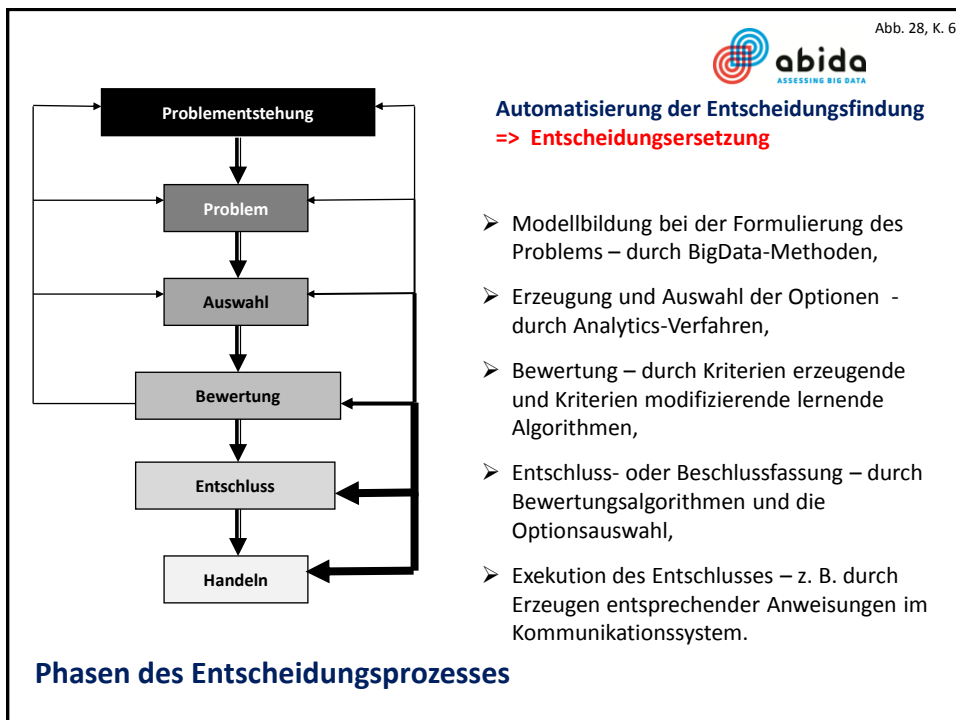 Abb. 28, K. 6
abida
ASSESSING BIG DATA
Problementstehung
Problem
Auswahl
Bewertung
Entschluss
Handeln
Automatisierung der Entscheidungsfindung
=> Entscheidungsersetzung
➢ Modellbildung bei der Formulierung des
Problems – durch BigData-Methoden,
➢ Erzeugung und Auswahl der Optionen -
durch Analytics-Verfahren,
➢ Bewertung – durch Kriterien erzeugende
und Kriterien modifizierende lernende
Algorithmen,
➢ Entschluss- oder Beschlussfassung – durch
Bewertungsalgorithmen und die
Optionsauswahl,
➢ Exekution des Entschlusses – z. B. durch
Erzeugen entsprechender Anweisungen im
Kommunikationssystem.
Phasen des Entscheidungsprozesses